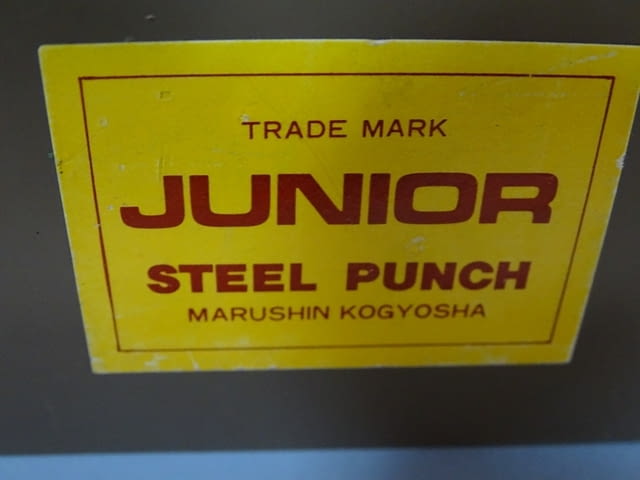 TRADE MARK
JUNIOR
STEEL PUNCH
MARUSHIN KOGYOSHA